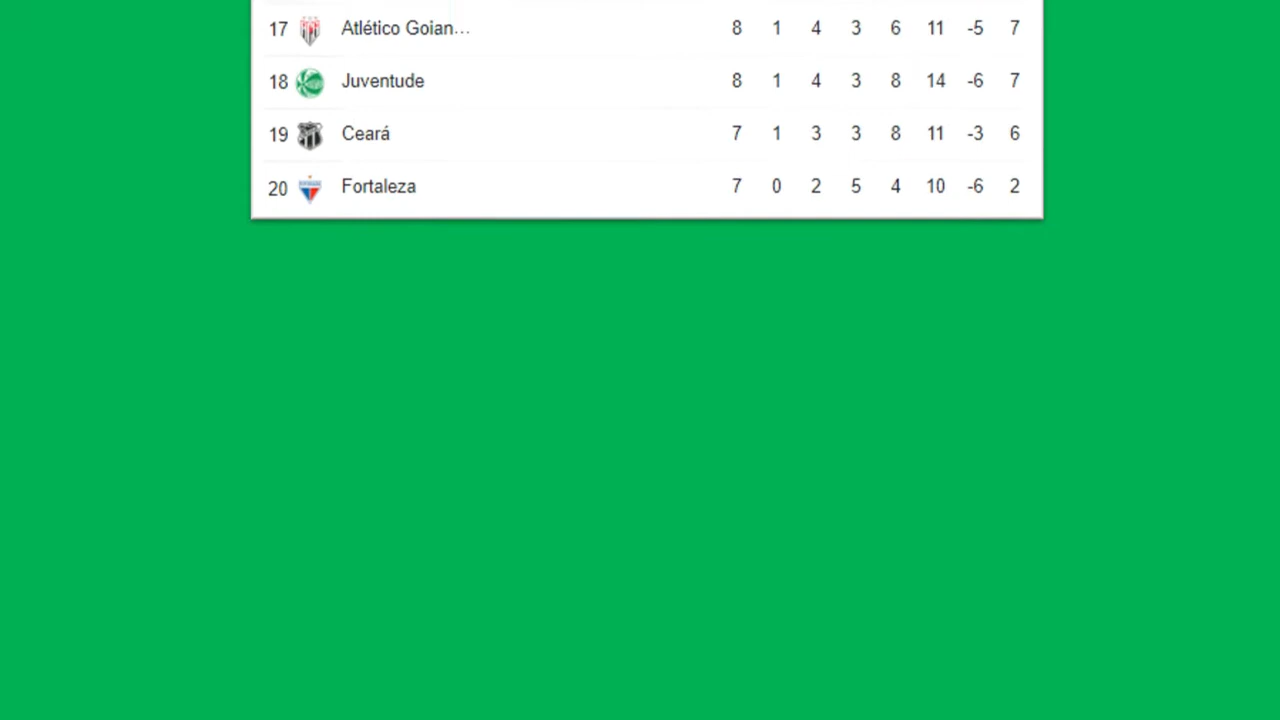 17 Atlético Goian... 8 1 4 3 6 11 -5 7
18 Juventude 8 1 4 3 8 14 -6 7
19 Ceará 7 1 3 3 8 11 -3 6
20 Fortaleza 7 0 2 5 4 10 -6 2